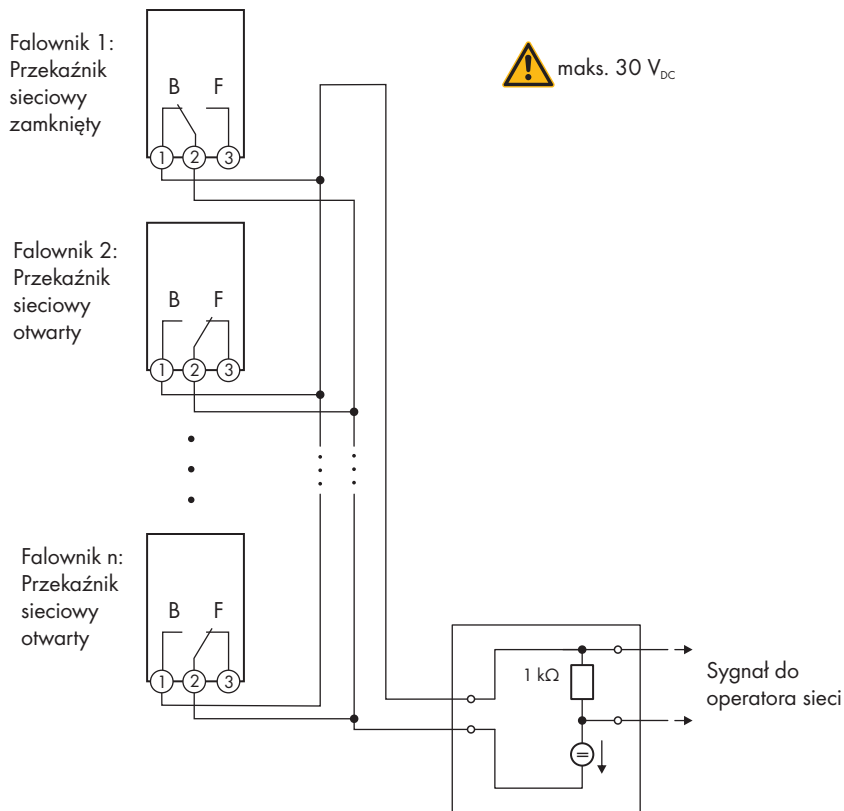 Falownik 1:
Przekaźnik
sieciowy
zamknięty
B F
1 2 3
maks. 30 V_DC
Falownik 2:
Przekaźnik
sieciowy
otwarty
B F
1 2 3
Falownik n:
Przekaźnik
sieciowy
otwarty
B F
1 2 3
1 kΩ
Sygnał do
operatora sieci